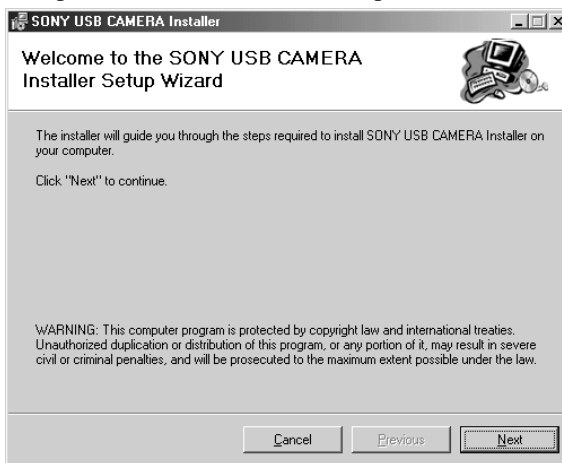 SONY USB CAMERA Installer
Welcome to the SONY USB CAMERA
Installer Setup Wizard
The installer will guide you through the steps required to install SONY USB CAMERA Installer on
your computer.
Click "Next" to continue.
WARNING: This computer program is protected by copyright law and international treaties.
Unauthorized duplication or distribution of this program, or any portion of it, may result in severe
civil or criminal penalties, and will be prosecuted to the maximum extent possible under the law.
Cancel Previous Next